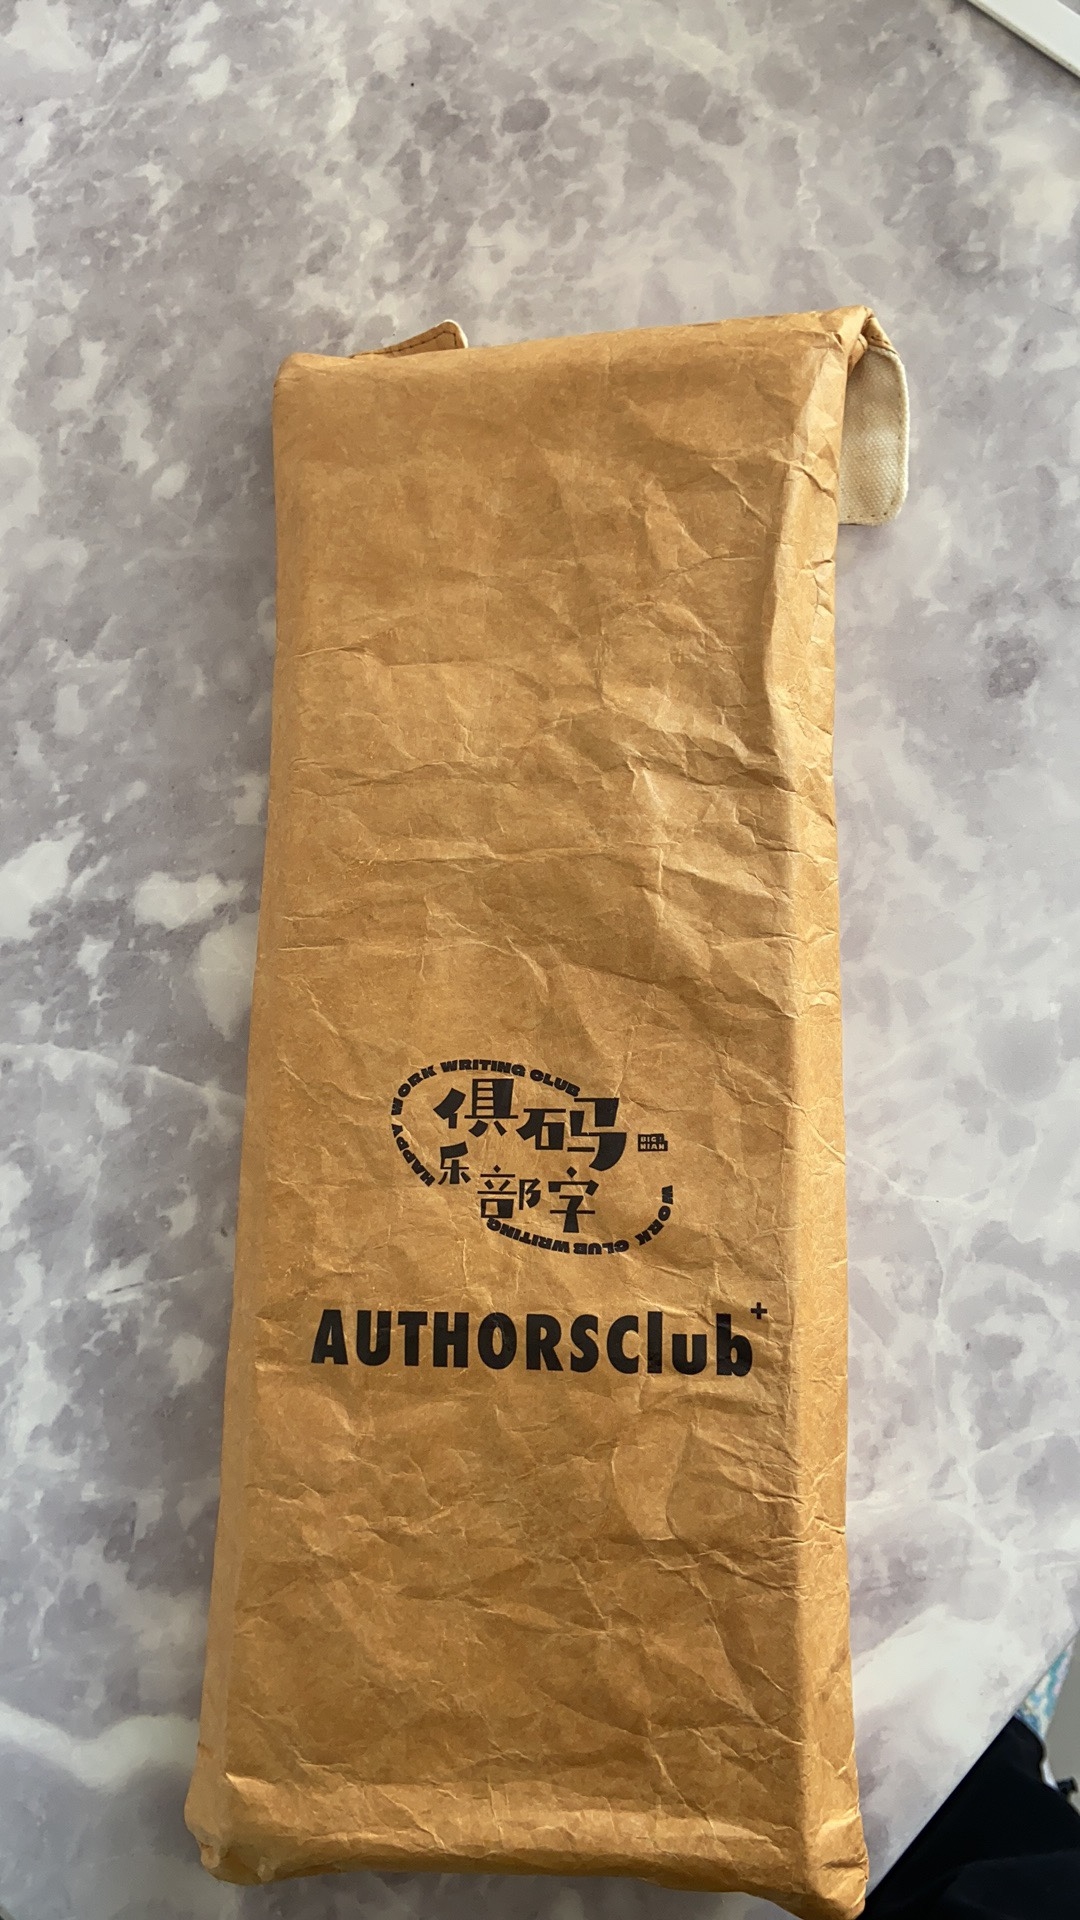 HAPPY WORK WRITING CLUB
俱码
BIG!
NIAN
乐部字
WORK CLUB WRITING
AUTHORSClub+